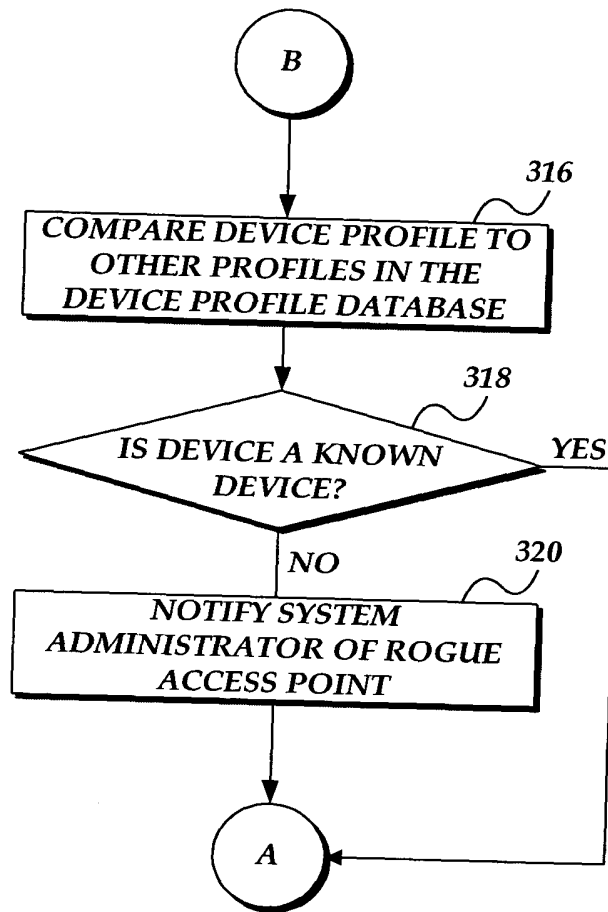 B
316
COMPARE DEVICE PROFILE TO
OTHER PROFILES IN THE
DEVICE PROFILE DATABASE
318
IS DEVICE A KNOWN
DEVICE?
YES
NO
320
NOTIFY SYSTEM
ADMINISTRATOR OF ROGUE
ACCESS POINT
A